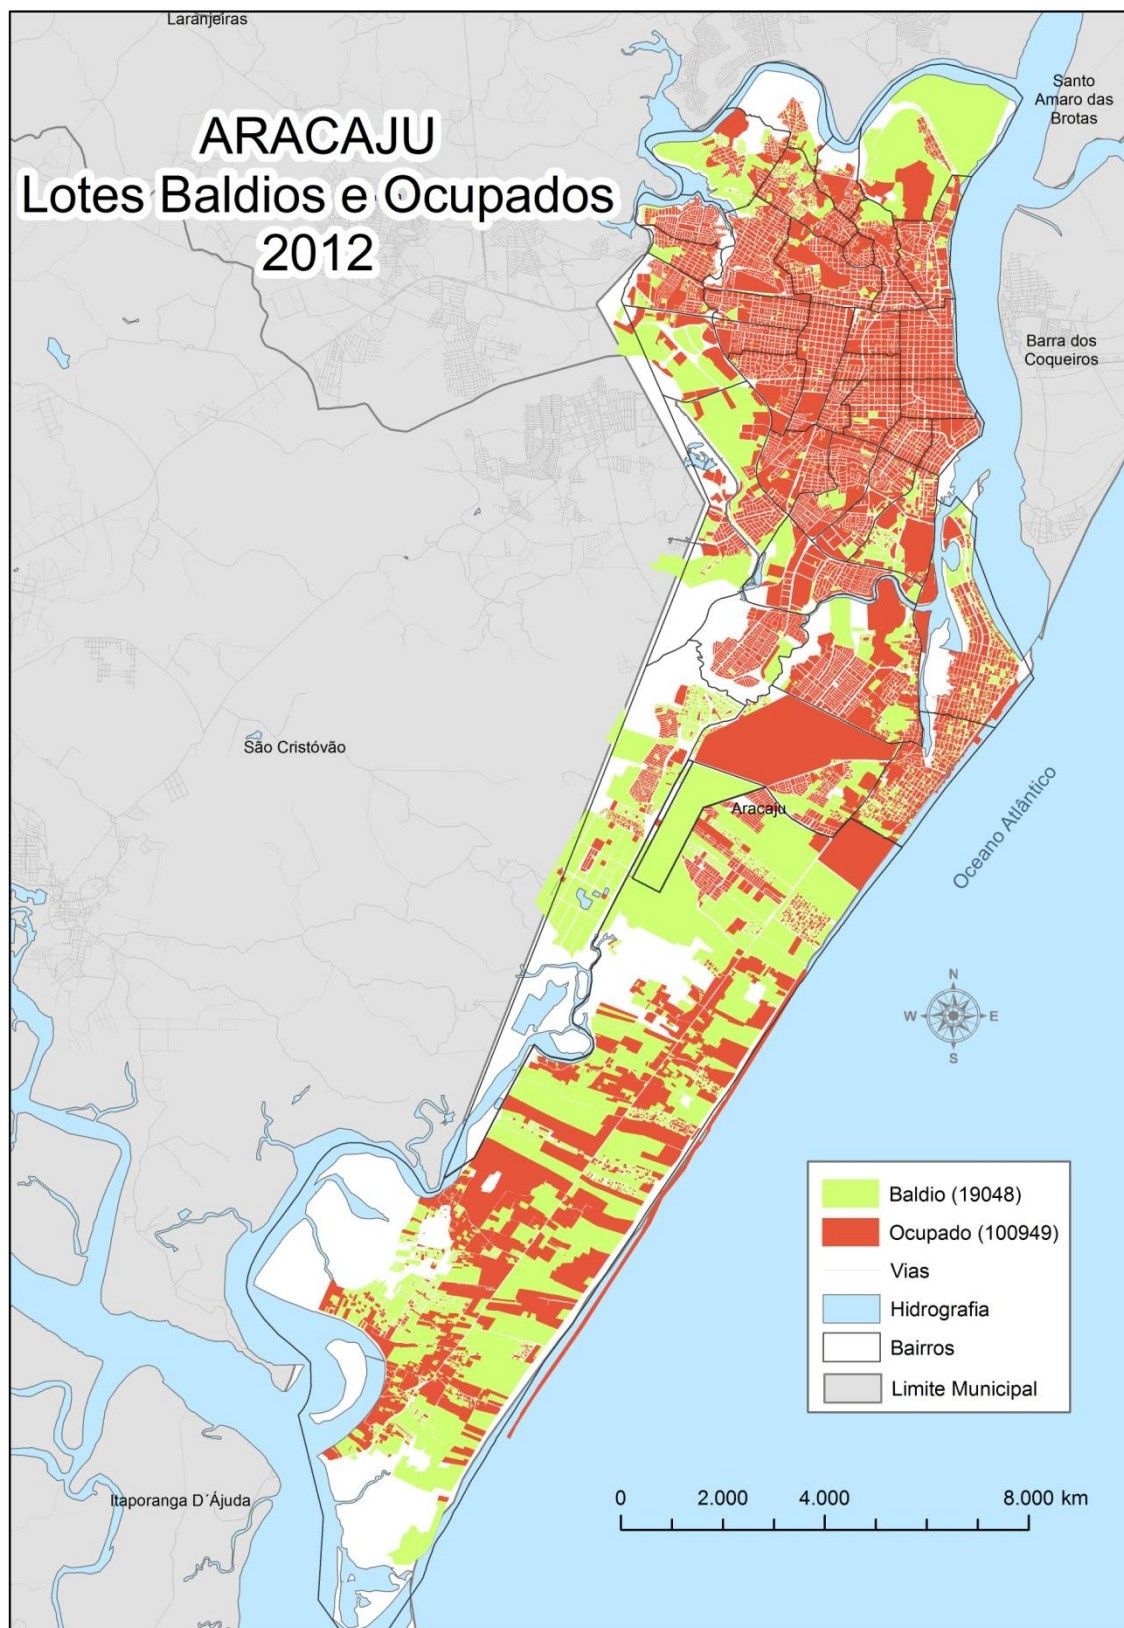 Laranjeiras
ARACAJU
Lotes Baldios e Ocupados
2012
Santo
Amaro das
Brotas
Barra dos
Coqueiros
São Cristóvão
Aracaju
Oceano Atlântico
N
W
E
S
Baldio (19048)
Ocupado (100949)
Vias
Hidrografia
Bairros
Limite Municipal
Itaporanga D´Ájuda
0 2.000 4.000 8.000 km